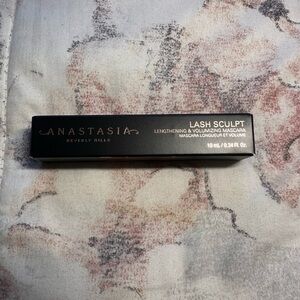 ANASTASIA
BEVERLY HILLS
LASH SCULPT
LENGTHENING & VOLUMIZING MASCARA
MASCARA LONGUEUR ET VOLUME
10 mL / 0.34 Fl. Oz.